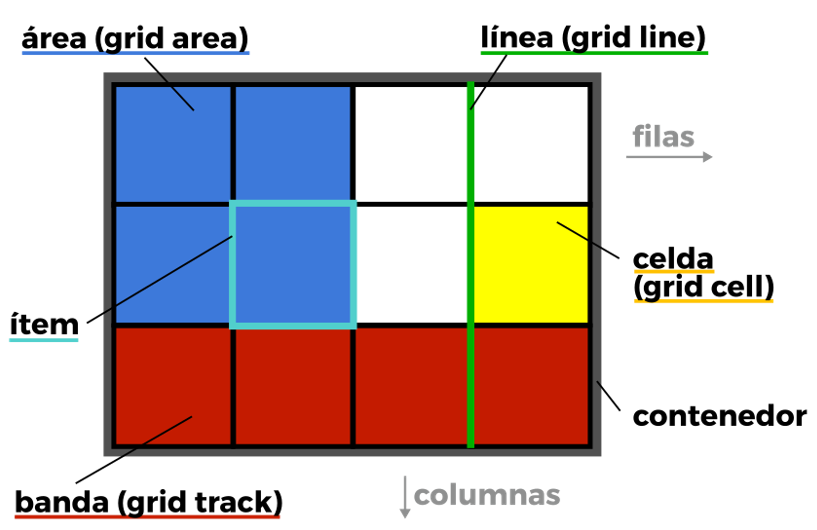 área (grid area)
línea (grid line)
filas
celda
(grid cell)
ítem
contenedor
banda (grid track)
columnas